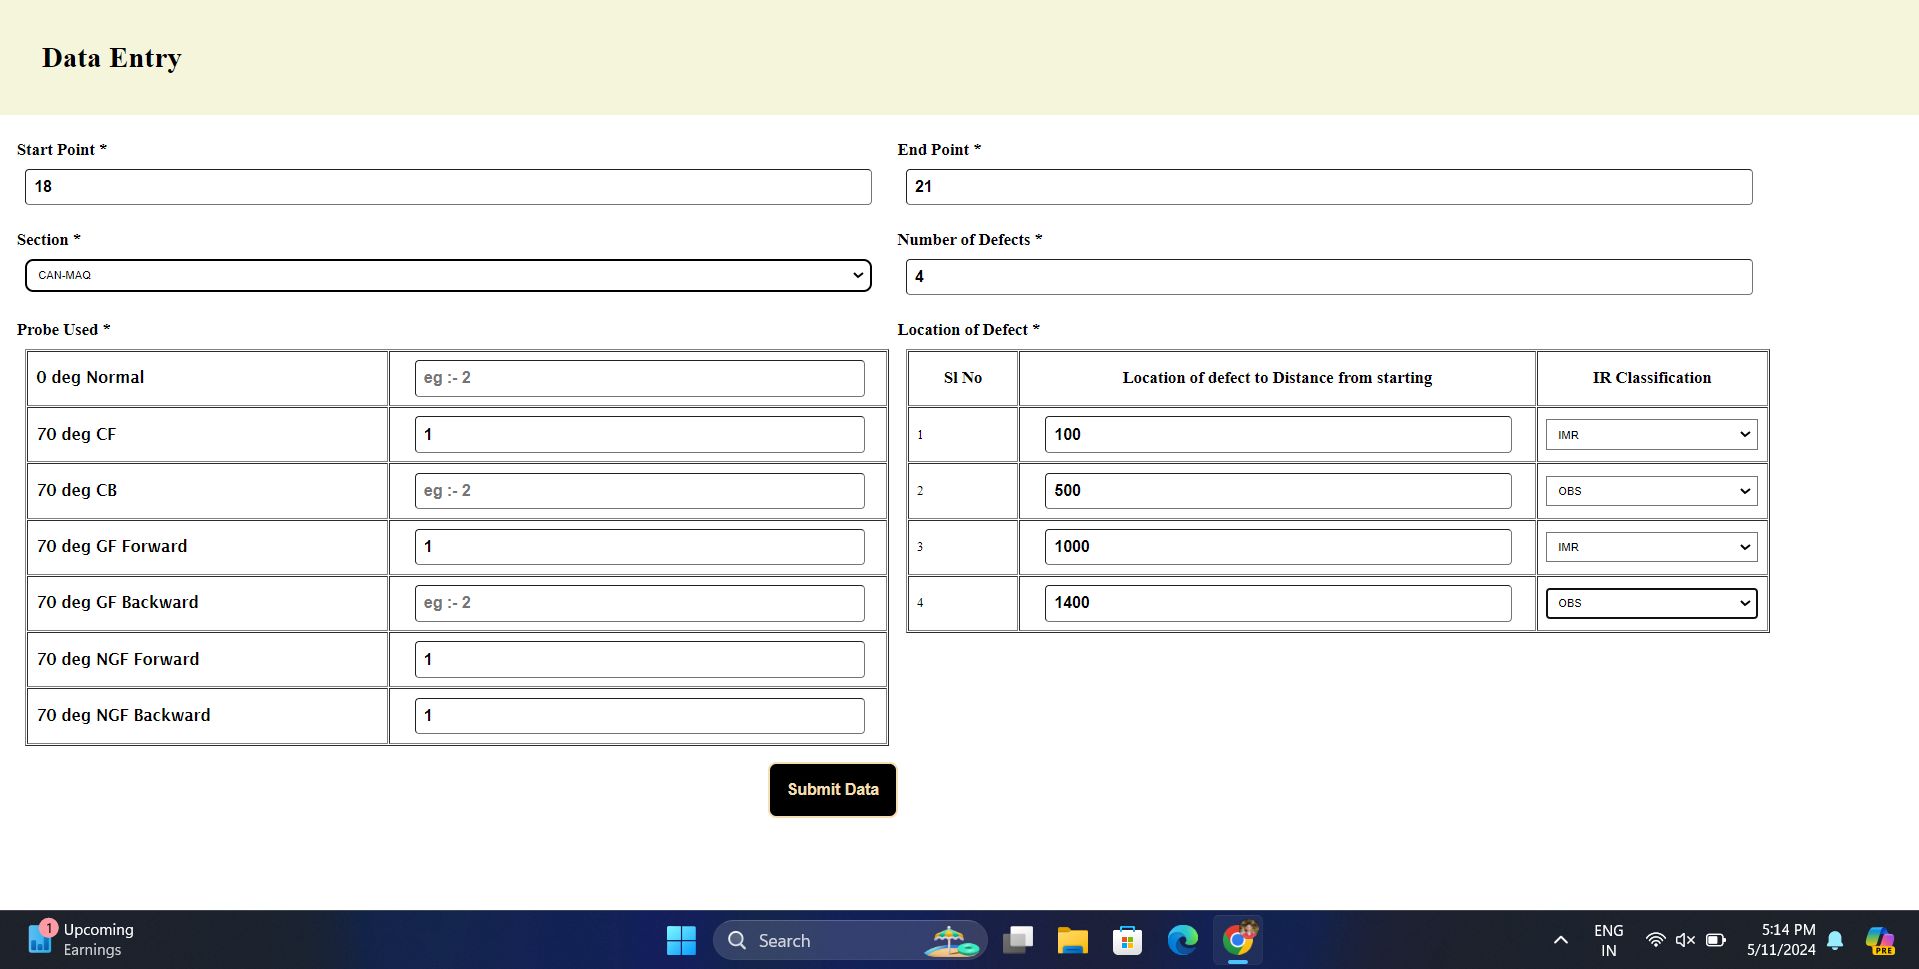 Data Entry
Start Point *
18
End Point *
21
Section *
CAN-MAQ
Number of Defects *
4
Probe Used *
0 deg Normal eg :- 2
70 deg CF 1
70 deg CB eg :- 2
70 deg GF Forward 1
70 deg GF Backward eg :- 2
70 deg NGF Forward 1
70 deg NGF Backward 1
Location of Defect *
Sl No Location of defect to Distance from starting IR Classification
1 100 IMR
2 500 OBS
3 1000 IMR
4 1400 OBS
Submit Data
1
Upcoming
Earnings
Search
ENG
IN
5:14 PM
5/11/2024
PRE